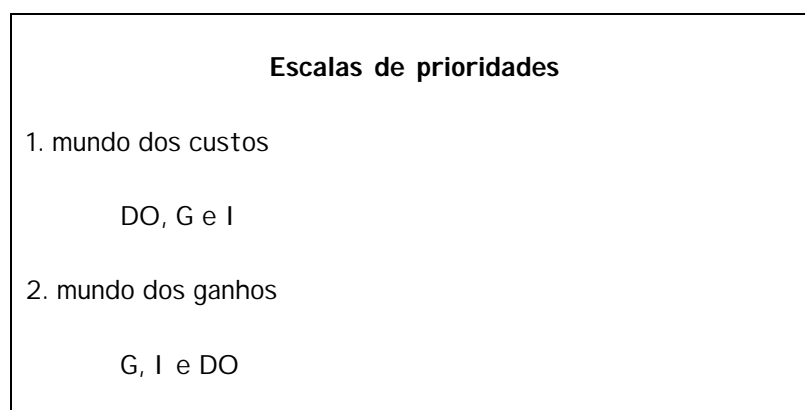 Escalas de prioridades
1. mundo dos custos
DO, G e I
2. mundo dos ganhos
G, I e DO